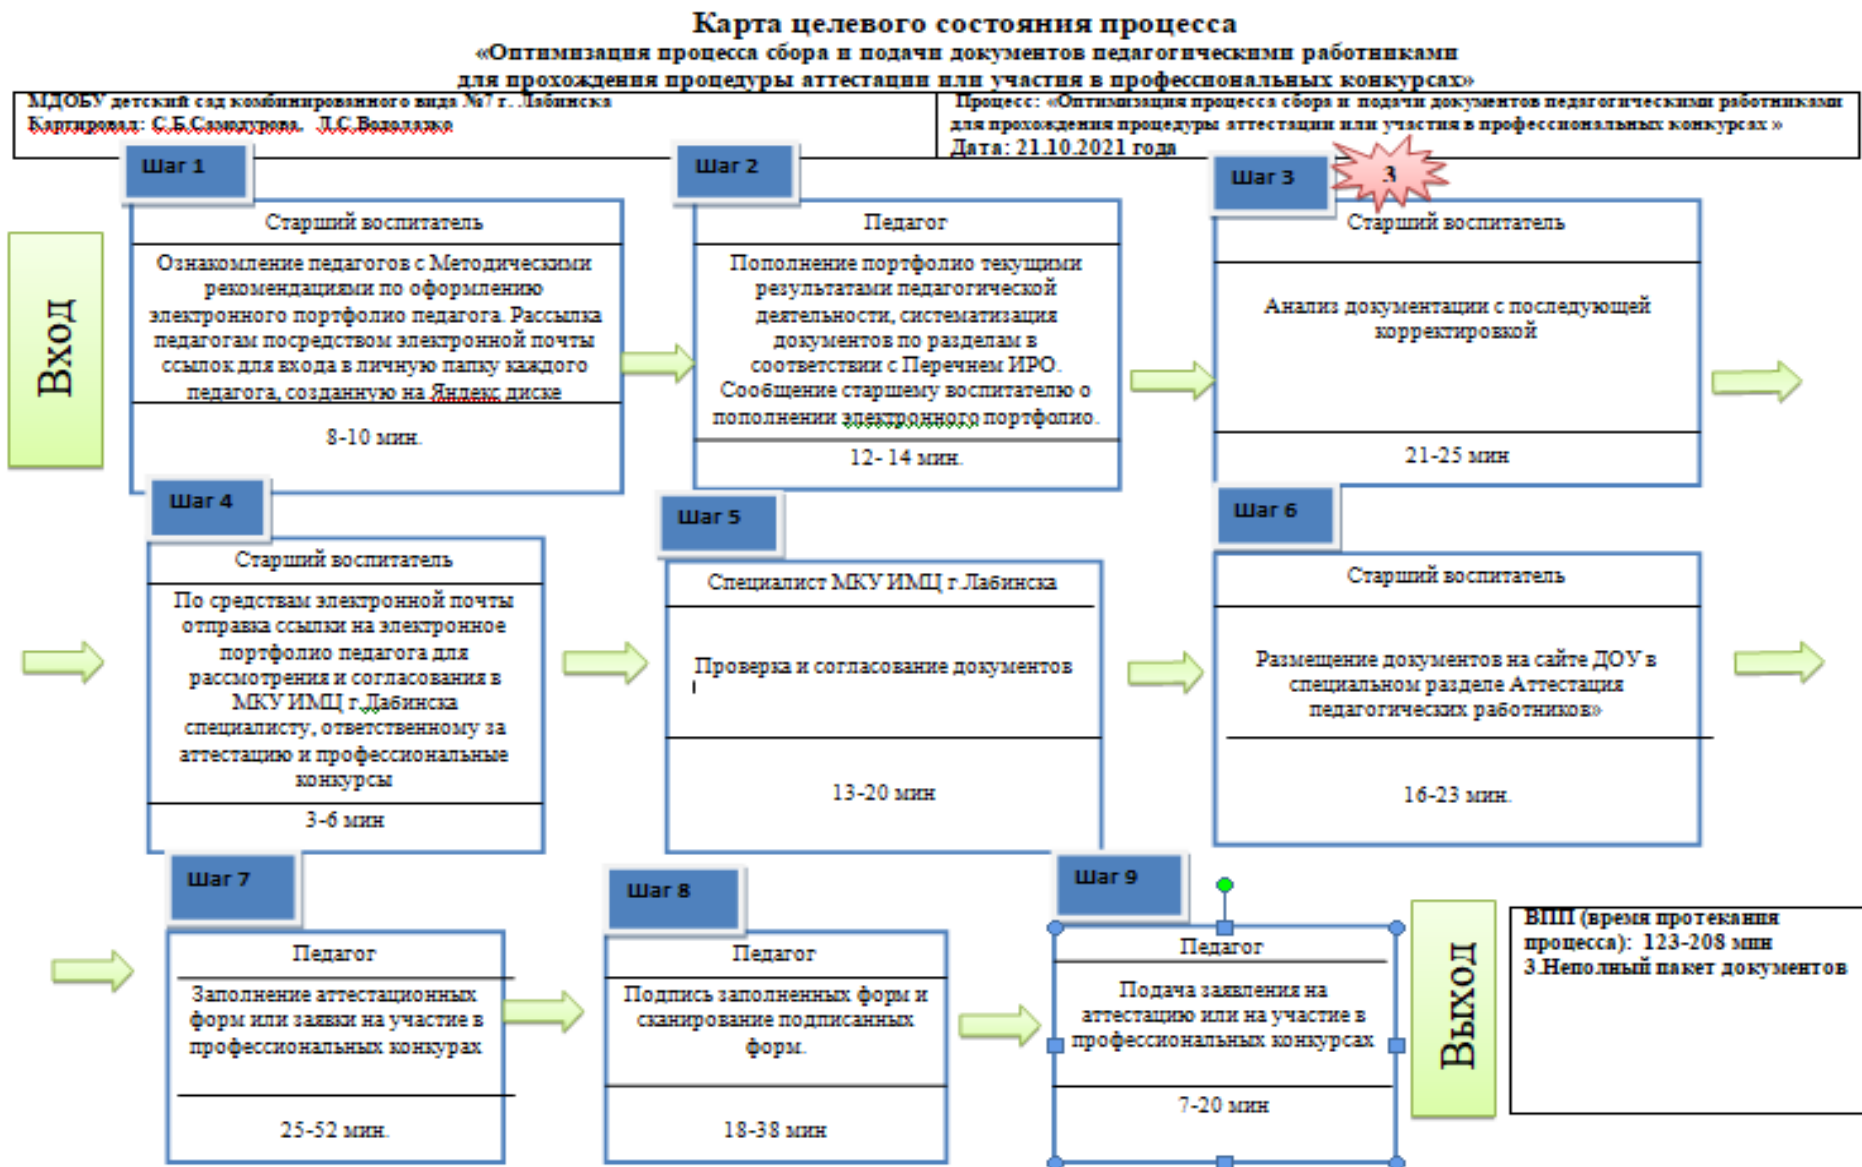 Карта целевого состояния процесса
«Оптимизация процесса сбора и подачи документов педагогическими работниками
для прохождения процедуры аттестации или участия в профессиональных конкурсах»
МДОБУ детский сад комбинированного вида №7 г. Лабинска
Картировал: С.Б.Самодурова, Л.С.Водолазко
Процесс: «Оптимизация процесса сбора и подачи документов педагогическими работниками
для прохождения процедуры аттестации или участия в профессиональных конкурсах »
Дата: 21.10.2021 года
Вход
Шаг 1
Старший воспитатель
Ознакомление педагогов с Методическими
рекомендациями по оформлению
электронного портфолио педагога. Рассылка
педагогам посредством электронной почты
ссылок для входа в личную папку каждого
педагога, созданную на Яндекс диске
8-10 мин.
Шаг 2
Педагог
Пополнение портфолио текущими
результатами педагогической
деятельности, систематизация
документов по разделам в
соответствии с Перечнем ИРО.
Сообщение старшему воспитателю о
пополнении электронного портфолио.
12- 14 мин.
Шаг 3
3
Старший воспитатель
Анализ документации с последующей
корректировкой
21-25 мин
Шаг 4
Старший воспитатель
По средствам электронной почты
отправка ссылки на электронное
портфолио педагога для
рассмотрения и согласования в
МКУ ИМЦ г.Лабинска
специалисту, ответственному за
аттестацию и профессиональные
конкурсы
3-6 мин
Шаг 5
Специалист МКУ ИМЦ г.Лабинска
Проверка и согласование документов
13-20 мин
Шаг 6
Старший воспитатель
Размещение документов на сайте ДОУ в
специальном разделе Аттестация
педагогических работников»
16-23 мин.
Шаг 7
Педагог
Заполнение аттестационных
форм или заявки на участие в
профессиональных конкурах
25-52 мин.
Шаг 8
Педагог
Подпись заполненных форм и
сканирование подписанных
форм.
18-38 мин
Шаг 9
Педагог
Подача заявления на
аттестацию или на участие в
профессиональных конкурсах
7-20 мин
Выход
ВПП (время протекания
процесса): 123-208 мин
3.Неполный пакет документов